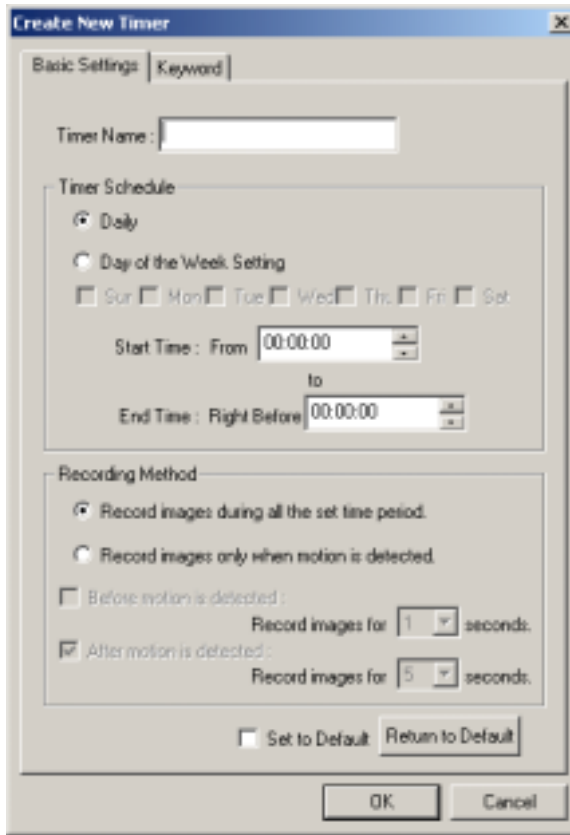 Create New Timer
Basic Settings Keyword
Timer Name :
Timer Schedule
Daily
Day of the Week Setting
Sun Mon Tue Wed Thu Fri Sat
Start Time : From 00:00:00
to
End Time : Right Before 00:00:00
Recording Method
Record images during all the set time period.
Record images only when motion is detected.
Before motion is detected :
Record images for 1 seconds.
After motion is detected :
Record images for 5 seconds.
Set to Default Return to Default
OK Cancel